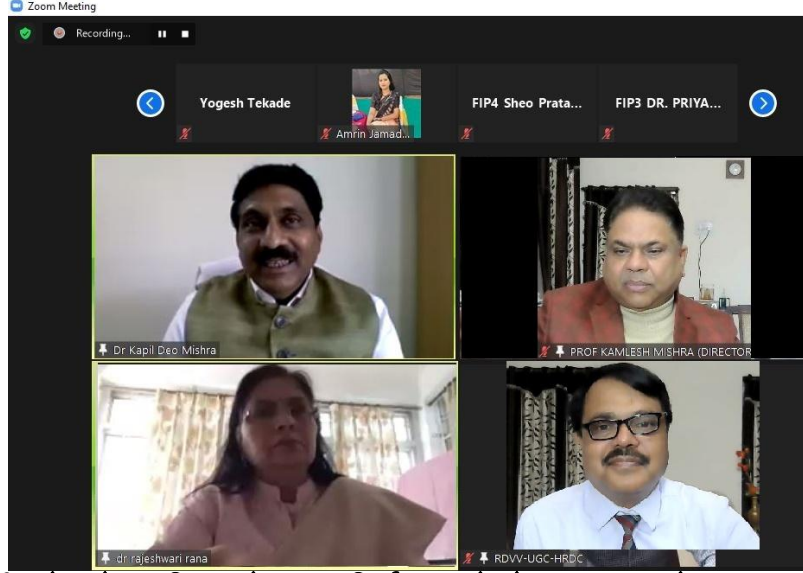 Zoom Meeting
Recording...
Yogesh Tekade
Amrin Jamad...
FIP4 Sheo Prata...
FIP3 DR. PRIYA...
Dr Kapil Deo Mishra
PROF KAMLESH MISHRA (DIRECTOR
dr rajeshwari rana
RDVV-UGC-HRDC